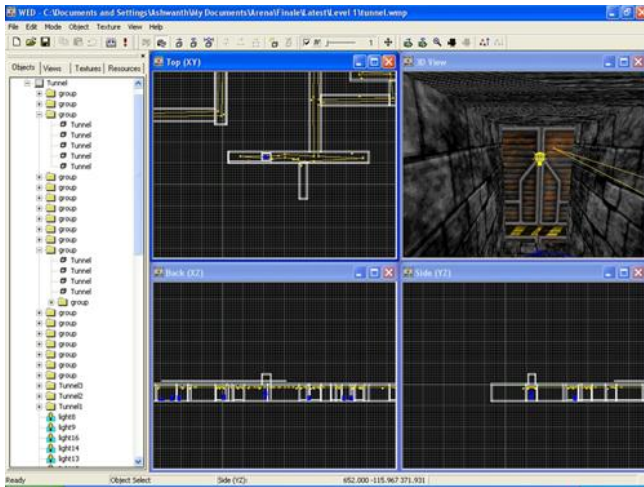 WED - C:\Documents and Settings\Ashwanth\My Documents\Arena\Finale\Latest\Level 1\tunnel.wmp
File Edit Mode Object Texture View Help
1
Objects Views Textures Resources
Tunnel
group
group
group
Tunnel
Tunnel
Tunnel
Tunnel
Tunnel
group
group
group
group
group
group
group
group
Tunnel
Tunnel
Tunnel
Tunnel
group
group
group
group
group
group
group
Tunnel3
Tunnel2
Tunnel1
light8
light9
light16
light14
light13
Top (XY)
3D View
Back (XZ)
Side (YZ)
Ready Object Select Side (YZ): 652.000 -115.967 371.931